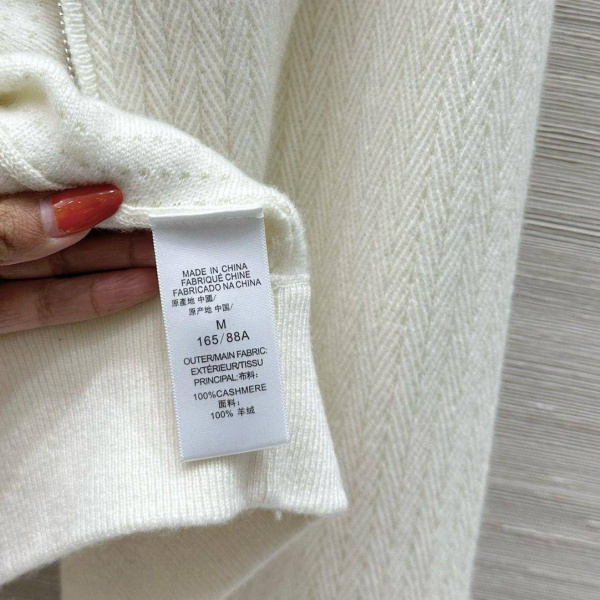 MADE IN CHINA
FABRIQUÉ CHINE
FABRICADO NA CHINA
原產地 中國/
原产地 中国/
M
165/88A
OUTER/MAIN FABRIC:
EXTÉRIEUR/TISSU
PRINCIPAL:布料:
100%CASHMERE
面料:
100% 羊绒